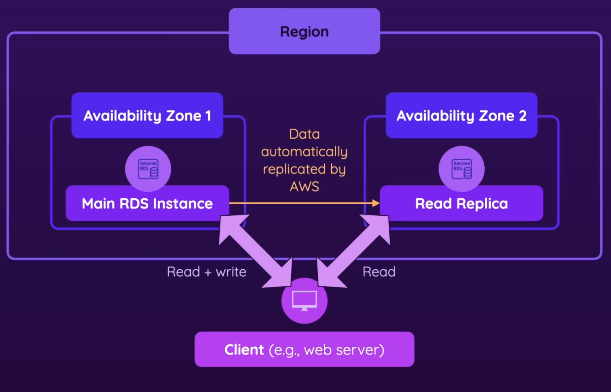 Region
Availability Zone 1
Availability Zone 2
Data
automatically
replicated by
AWS
Amazon
RDS
Amazon
RDS
Main RDS Instance
Read Replica
Read + write
Read
Client (e.g., web server)